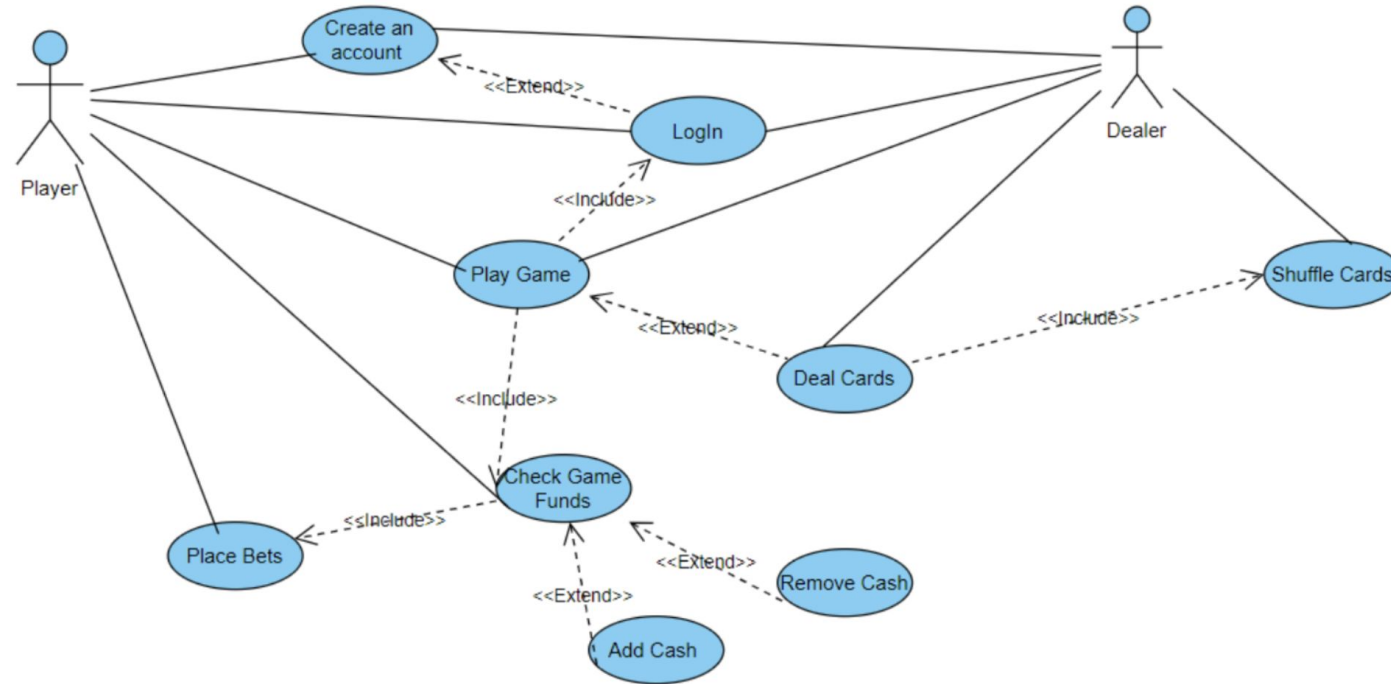 Create an
account
<<Extend>>
LogIn
Dealer
Player
<<Include>>
Play Game
Shuffle Cards
<<Extend>>
<<Include>>
Deal Cards
<<Include>>
Check Game
Funds
<<Include>>
Place Bets
<<Extend>>
Remove Cash
<<Extend>>
Add Cash